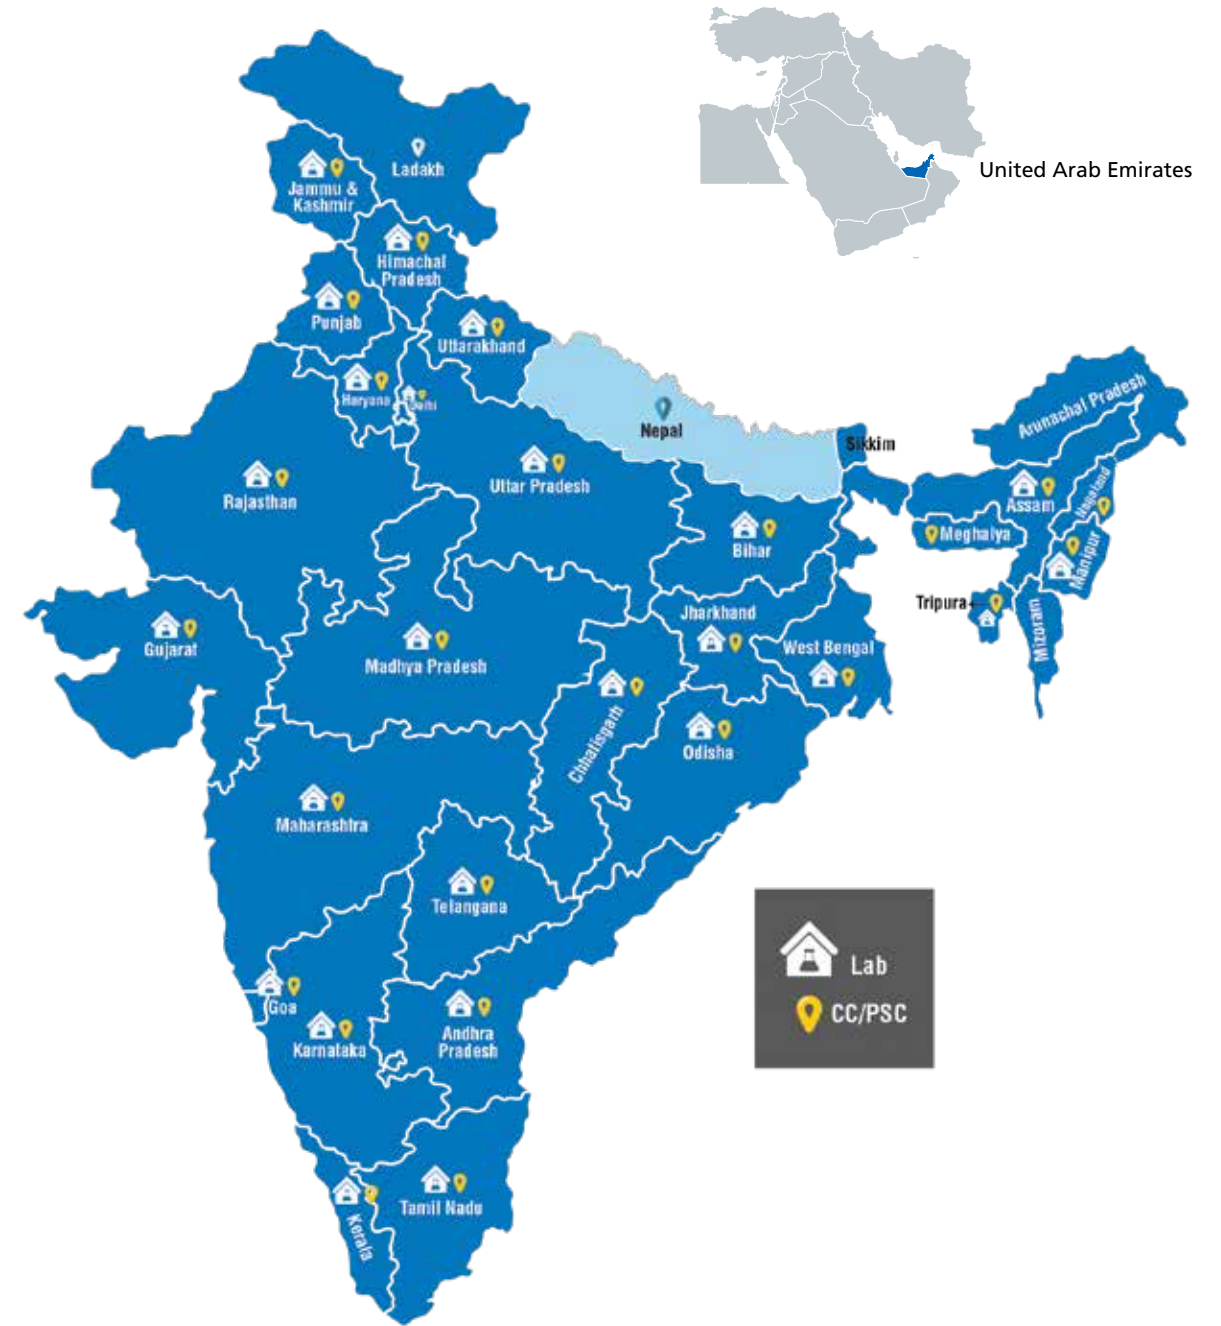 United Arab Emirates
Ladakh
Jammu &
Kashmir
Himachal
Pradesh
Punjab
Uttarakhand
Haryana
Delhi
Nepal
Sikkim
Arunachal Pradesh
Rajasthan
Uttar Pradesh
Assam
Nagaland
Bihar
Meghalya
Manipur
Tripura
Jharkhand
Mizoram
Gujarat
Madhya Pradesh
West Bengal
Chhatisgarh
Odisha
Maharashtra
Telangana
Lab
CC/PSC
Goa
Karnataka
Andhra
Pradesh
Tamil Nadu
Kerala